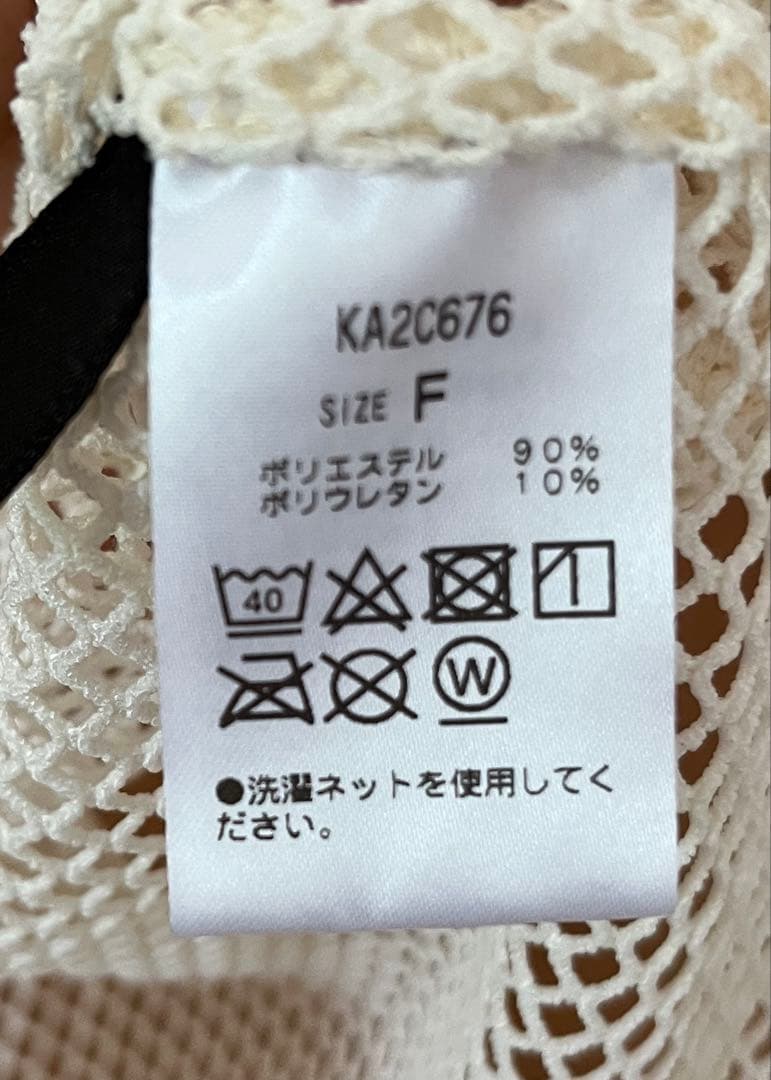 KA2C676
SIZE F
ポリエステル 90%
ポリウレタン 10%
40
W
●洗濯ネットを使用してく
ださい。